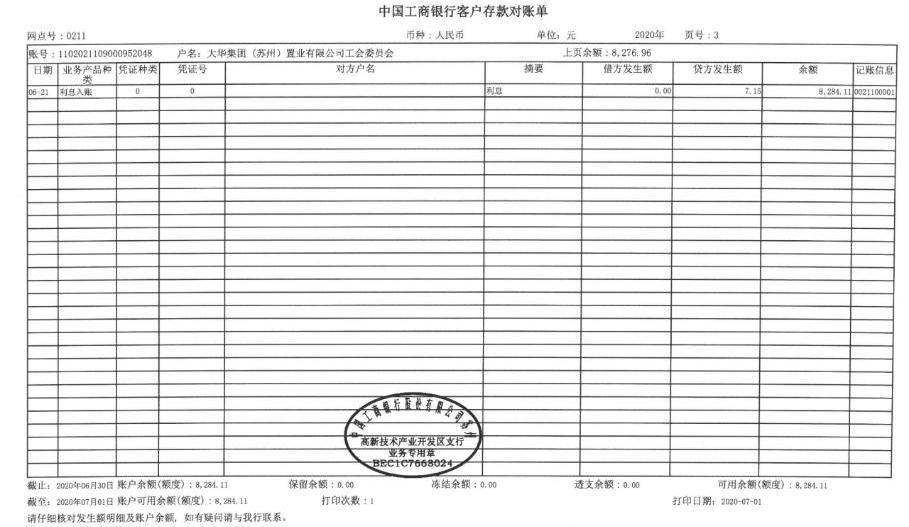 中国工商银行客户存款对账单
网点号：0211 币种：人民币 单位：元 2020年 页号：3
账号：1102021109000952048 户名：大华集团（苏州）置业有限公司工会委员会 上页余额：8,276.96
日期 业务产品种类 凭证种类 凭证号 对方户名 摘要 借方发生额 贷方发生额 余额 记账信息
06-21 利息入账 0 0 利息 0.00 7.15 8,284.11 0021100001
中国工商银行股份有限公司苏州
高新技术产业开发区支行
业务专用章
BEC1C7668024
截止：2020年06月30日 账户余额(额度)：8,284.11 保留余额：0.00 冻结余额：0.00 透支余额：0.00 可用余额(额度)：8,284.11
截至：2020年07月01日 账户可用余额(额度)：8,284.11 打印次数：1 打印日期：2020-07-01
请仔细核对发生额明细及账户余额，如有疑问请与我行联系。